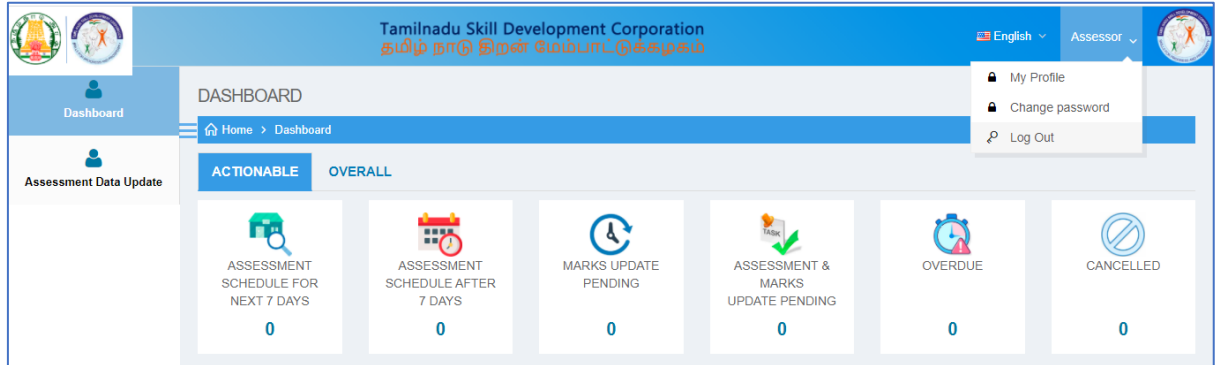 Tamilnadu Skill Development Corporation
தமிழ் நாடு திறன் மேம்பாட்டுக்கழகம்
English
Assessor
My Profile
Change password
Log Out
Dashboard
Assessment Data Update
DASHBOARD
Home > Dashboard
ACTIONABLE
OVERALL
ASSESSMENT
SCHEDULE FOR
NEXT 7 DAYS
0
ASSESSMENT
SCHEDULE AFTER
7 DAYS
0
MARKS UPDATE
PENDING
0
TASK
ASSESSMENT &
MARKS
UPDATE PENDING
0
OVERDUE
0
CANCELLED
0